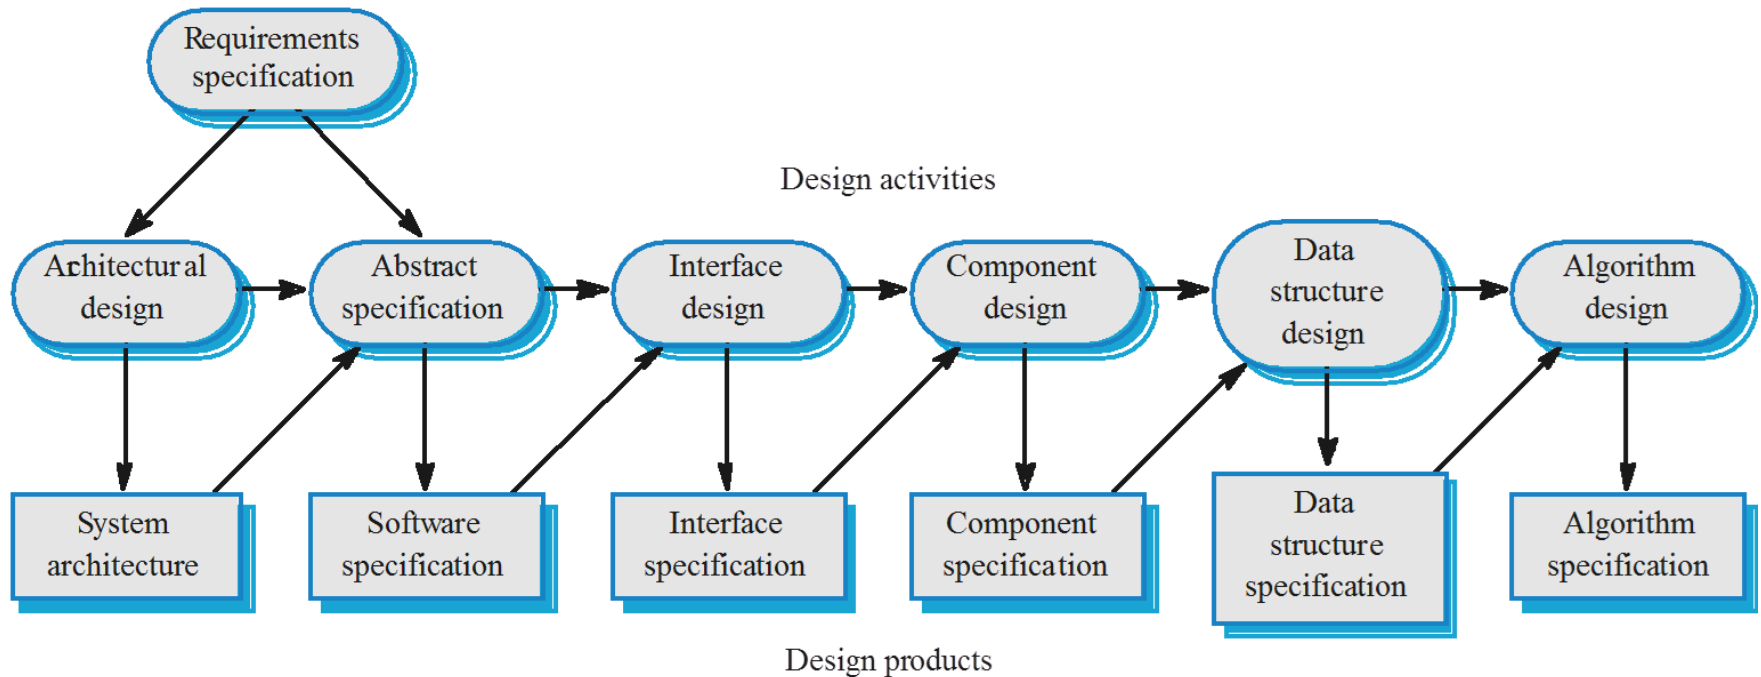 Requirements
specification
Design activities
Architectural
design
Abstract
specification
Interface
design
Component
design
Data
structure
design
Algorithm
design
System
architecture
Software
specification
Interface
specification
Component
specification
Data
structure
specification
Algorithm
specification
Design products